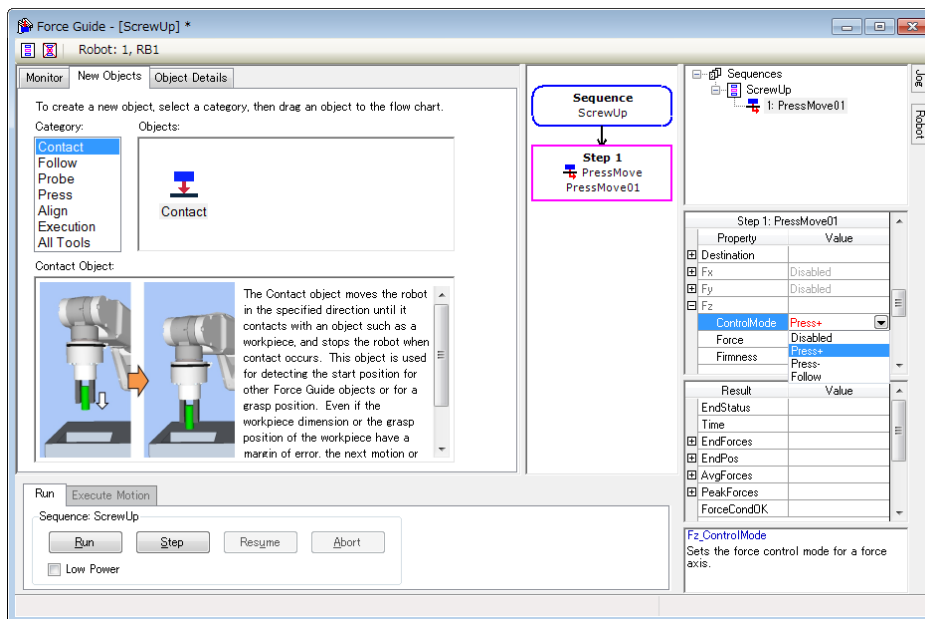 Force Guide - [ScrewUp] *
Robot: 1, RB1
Monitor
New Objects
Object Details
To create a new object, select a category, then drag an object to the flow chart.
Category:
Objects:
Contact
Follow
Probe
Press
Align
Execution
All Tools
Contact
Contact Object:
The Contact object moves the robot
in the specified direction until it
contacts with an object such as a
workpiece, and stops the robot when
contact occurs. This object is used
for detecting the start position for
other Force Guide objects or for a
grasp position. Even if the
workpiece dimension or the grasp
position of the workpiece have a
margin of error, the next motion or
Sequence
ScrewUp
Step 1
PressMove
PressMove01
Sequences
ScrewUp
1: PressMove01
Jog
Robot
Step 1: PressMove01
Property Value
Destination
Fx Disabled
Fy Disabled
Fz
ControlMode Press+
Force Disabled
Press+
Firmness Press-
Follow
Result Value
EndStatus
Time
EndForces
EndPos
AvgForces
PeakForces
ForceCondOK
Fz_ControlMode
Sets the force control mode for a force
axis.
Run
Execute Motion
Sequence: ScrewUp
Run
Step
Resume
Abort
Low Power